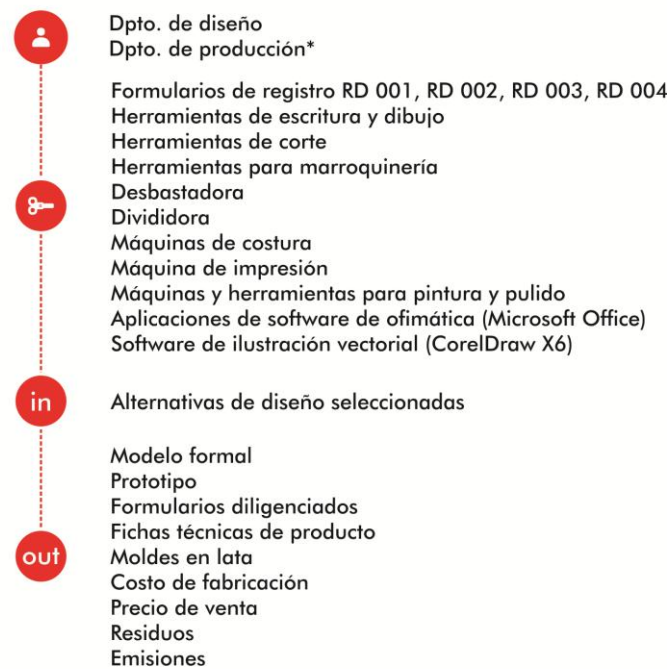 Dpto. de diseño
Dpto. de producción*
Formularios de registro RD 001, RD 002, RD 003, RD 004
Herramientas de escritura y dibujo
Herramientas de corte
Herramientas para marroquinería
Desbastadora
Divididora
Máquinas de costura
Máquina de impresión
Máquinas y herramientas para pintura y pulido
Aplicaciones de software de ofimática (Microsoft Office)
Software de ilustración vectorial (CorelDraw X6)
in
Alternativas de diseño seleccionadas
Modelo formal
Prototipo
Formularios diligenciados
Fichas técnicas de producto
out
Moldes en lata
Costo de fabricación
Precio de venta
Residuos
Emisiones